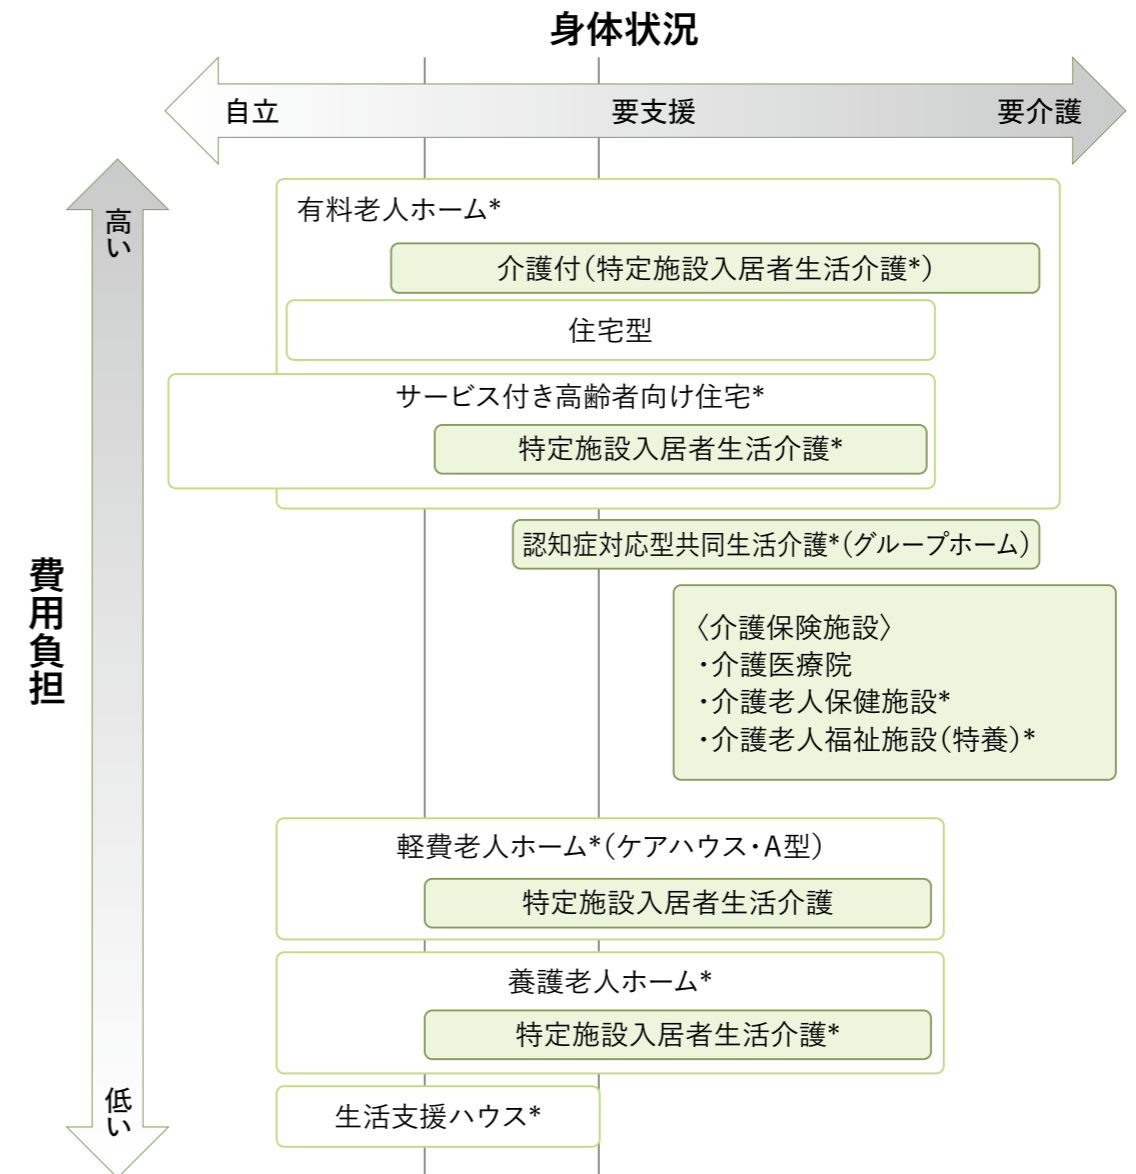 身体状況
自立
要支援
要介護
高い
有料老人ホーム*
介護付(特定施設入居者生活介護*)
住宅型
サービス付き高齢者向け住宅*
特定施設入居者生活介護*
認知症対応型共同生活介護*(グループホーム)
費用負担
〈介護保険施設〉
・介護医療院
・介護老人保健施設*
・介護老人福祉施設(特養)*
軽費老人ホーム*(ケアハウス・A型)
特定施設入居者生活介護
養護老人ホーム*
特定施設入居者生活介護*
低い
生活支援ハウス*